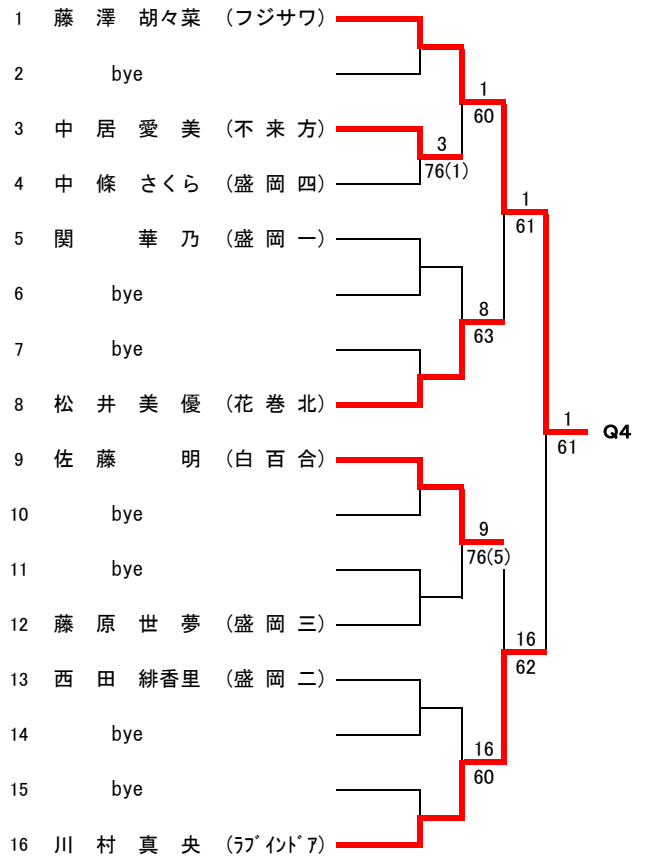 1 藤 澤 胡々菜 (フジサワ)
2 bye
3 中 居 愛 美 (不 来 方)
4 中 條 さくら (盛 岡 四)
5 関 華 乃 (盛 岡 一)
6 bye
7 bye
8 松 井 美 優 (花 巻 北)
9 佐 藤 明 (白 百 合)
10 bye
11 bye
12 藤 原 世 夢 (盛 岡 三)
13 西 田 緋香里 (盛 岡 二)
14 bye
15 bye
16 川 村 真 央 (ラブインドア)
3
76(1)
1
60
8
63
9
76(5)
16
60
1
61
16
62
1
61
Q4